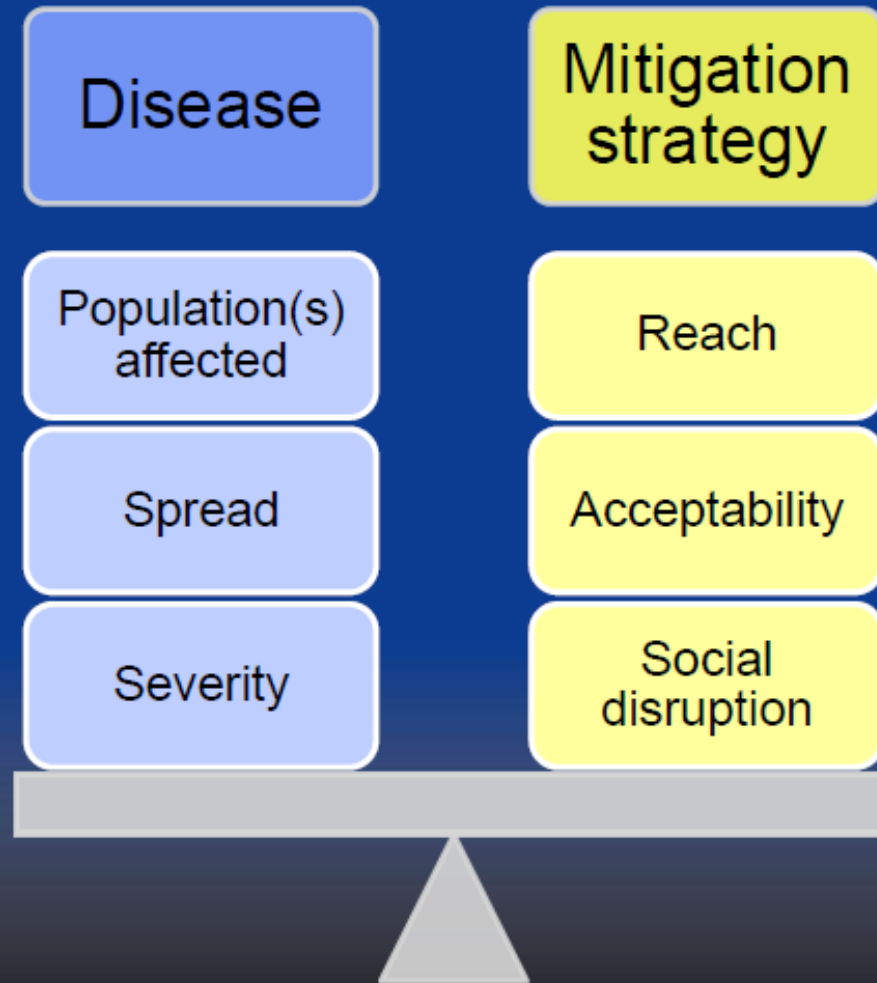 Disease
Mitigation
strategy
Population(s)
affected
Reach
Spread
Acceptability
Severity
Social
disruption